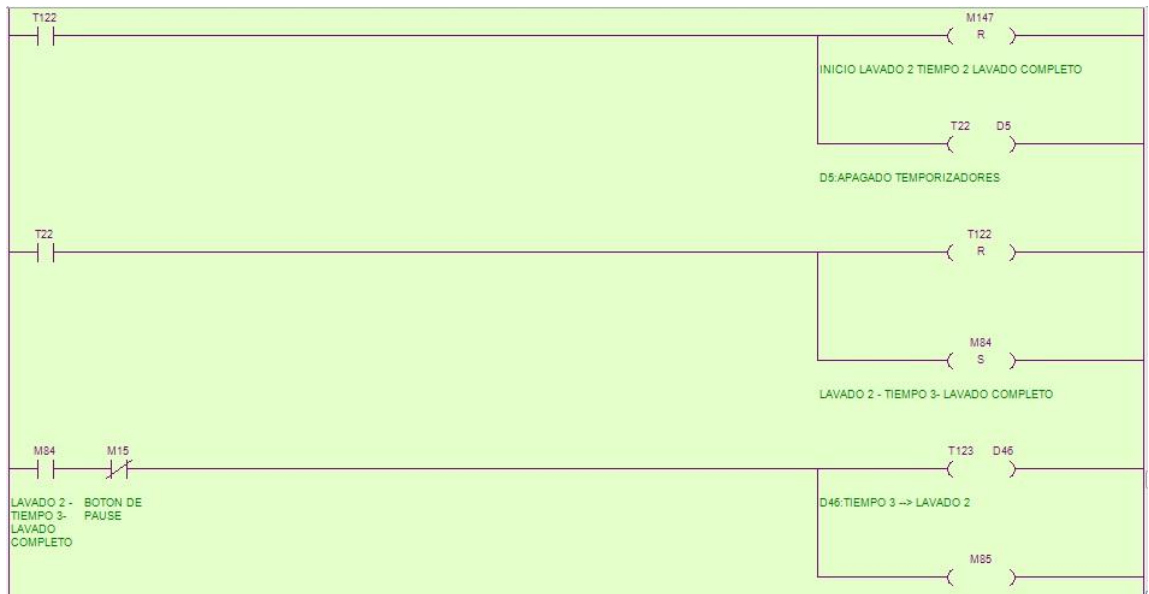 T122
M147
R
INICIO LAVADO 2 TIEMPO 2 LAVADO COMPLETO
T22 D5
D5:APAGADO TEMPORIZADORES
T22
T122
R
M84
S
LAVADO 2 - TIEMPO 3- LAVADO COMPLETO
M84
M15
T123 D46
LAVADO 2 -
TIEMPO 3-
LAVADO
COMPLETO
BOTON DE
PAUSE
D46:TIEMPO 3 --> LAVADO 2
M85